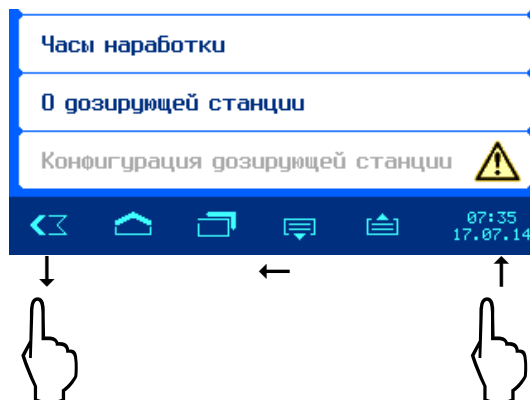 Часы наработки
О дозирующей станции
Конфигурация дозирующей станции
07:35
17.07.14